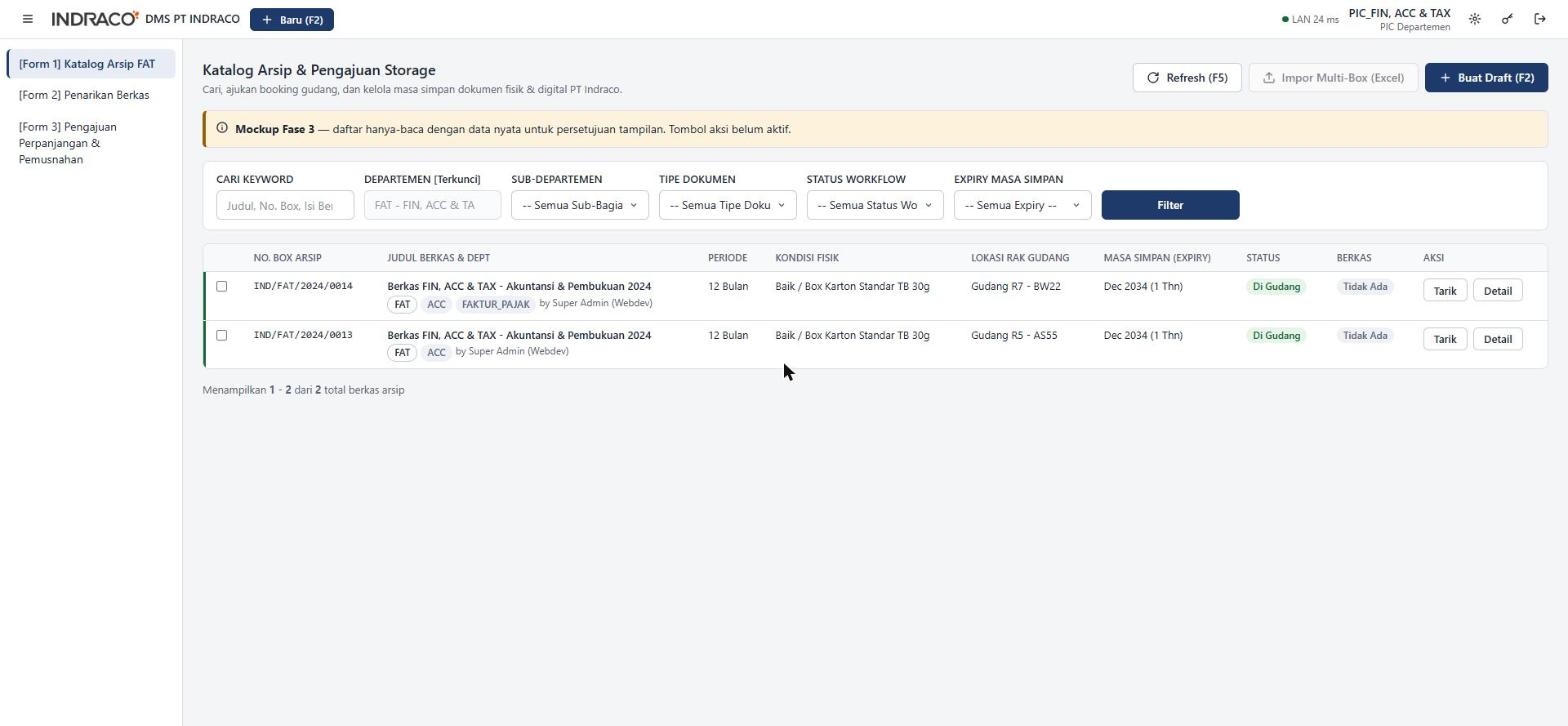 INDRACO DMS PT INDRACO + Baru (F2)
LAN 24 ms
PIC_FIN, ACC & TAX
PIC Departemen
[Form 1] Katalog Arsip FAT
[Form 2] Penarikan Berkas
[Form 3] Pengajuan
Perpanjangan &
Pemusnahan
Katalog Arsip & Pengajuan Storage
Cari, ajukan booking gudang, dan kelola masa simpan dokumen fisik & digital PT Indraco.
Refresh (F5)
Impor Multi-Box (Excel)
+ Buat Draft (F2)
Mockup Fase 3 — daftar hanya-baca dengan data nyata untuk persetujuan tampilan. Tombol aksi belum aktif.
CARI KEYWORD
Judul, No. Box, Isi Ber
DEPARTEMEN [Terkunci]
FAT - FIN, ACC & TA
SUB-DEPARTEMEN
-- Semua Sub-Bagia
TIPE DOKUMEN
-- Semua Tipe Doku
STATUS WORKFLOW
-- Semua Status Wo
EXPIRY MASA SIMPAN
-- Semua Expiry --
Filter
NO. BOX ARSIP JUDUL BERKAS & DEPT PERIODE KONDISI FISIK LOKASI RAK GUDANG MASA SIMPAN (EXPIRY) STATUS BERKAS AKSI
IND/FAT/2024/0014 Berkas FIN, ACC & TAX - Akuntansi & Pembukuan 2024 12 Bulan Baik / Box Karton Standar TB 30g Gudang R7 - BW22 Dec 2034 (1 Thn) Di Gudang Tidak Ada Tarik Detail
FAT ACC FAKTUR_PAJAK by Super Admin (Webdev)
IND/FAT/2024/0013 Berkas FIN, ACC & TAX - Akuntansi & Pembukuan 2024 12 Bulan Baik / Box Karton Standar TB 30g Gudang R5 - AS55 Dec 2034 (1 Thn) Di Gudang Tidak Ada Tarik Detail
FAT ACC by Super Admin (Webdev)
Menampilkan 1 - 2 dari 2 total berkas arsip